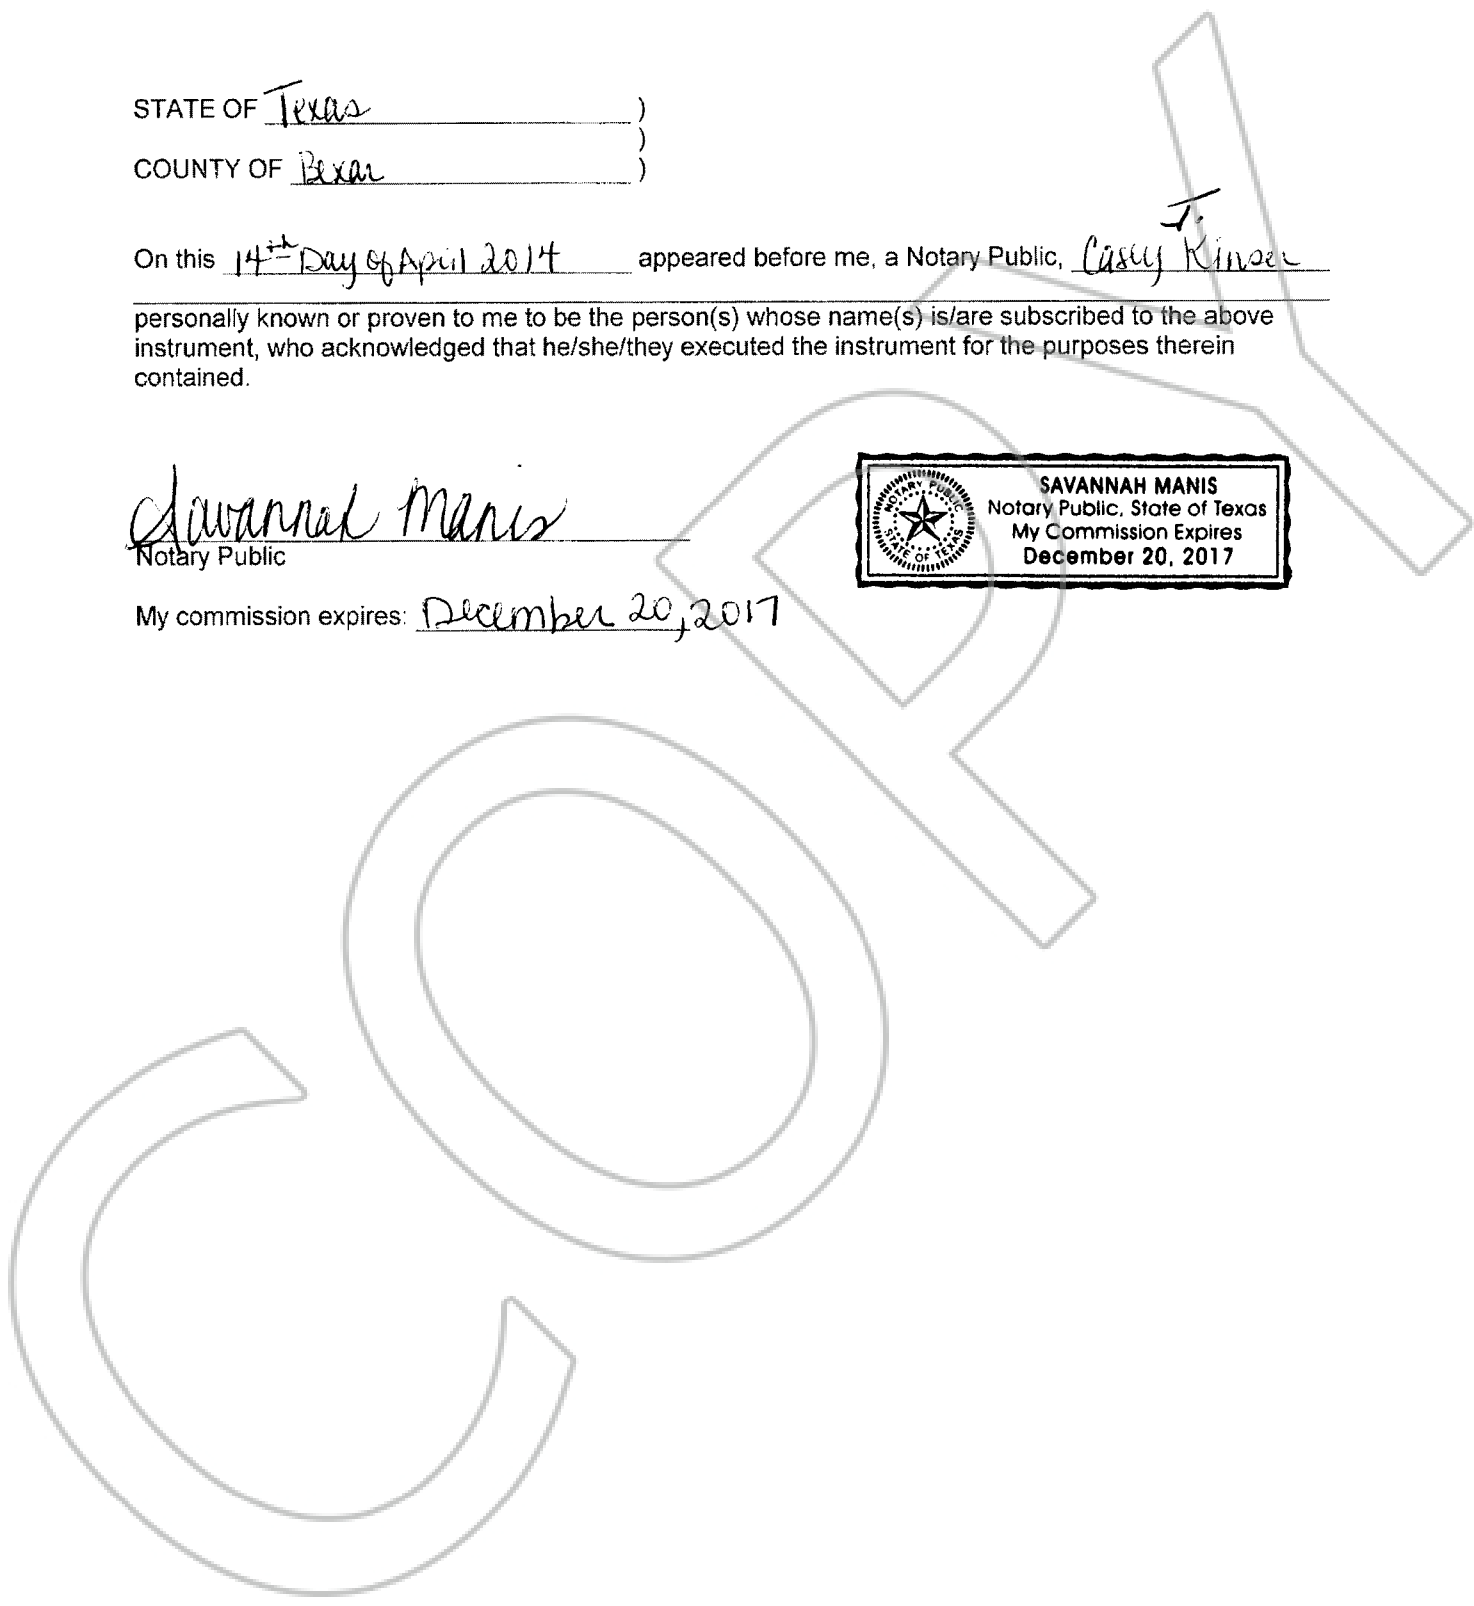 STATE OF Texas )
)
COUNTY OF Bexar )
J.
On this 14th Day of April 2014 appeared before me, a Notary Public, Casey Kinser
personally known or proven to me to be the person(s) whose name(s) is/are subscribed to the above
instrument, who acknowledged that he/she/they executed the instrument for the purposes therein
contained.
Savannah Manis
Notary Public
My commission expires: December 20, 2017
NOTARY PUBLIC
STATE OF TEXAS
SAVANNAH MANIS
Notary Public, State of Texas
My Commission Expires
December 20, 2017
COPY